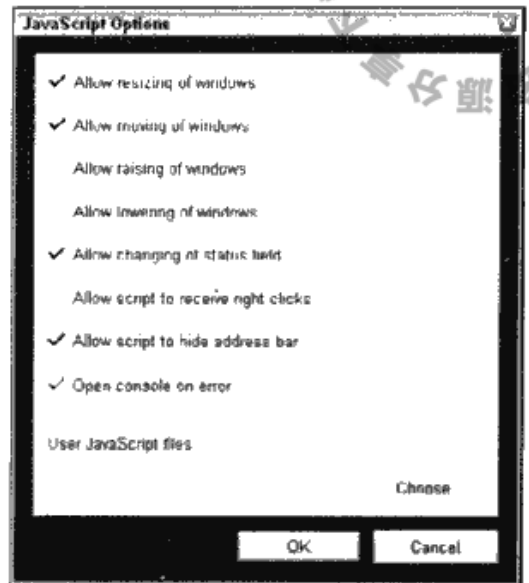 JavaScript Options
Allow resizing of windows
Allow moving of windows
Allow raising of windows
Allow lowering of windows
Allow changing of status field
Allow script to receive right clicks
Allow script to hide address bar
Open console on error
User JavaScript files
Choose
OK
Cancel
分 源